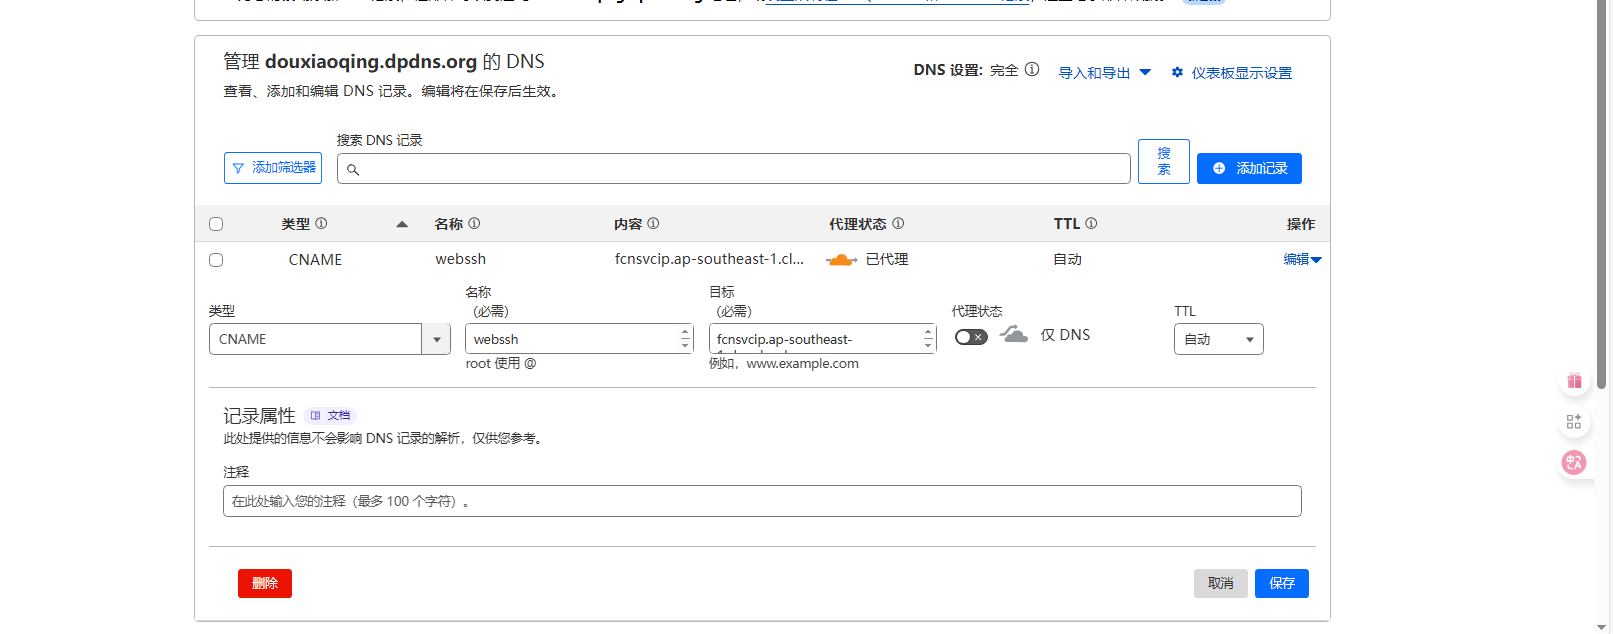 管理 douxiaoqing.dpdns.org 的 DNS
DNS 设置: 完全
导入和导出
仪表板显示设置
查看、添加和编辑 DNS 记录。编辑将在保存后生效。
搜索 DNS 记录
添加筛选器
搜
索
添加记录
类型 名称 内容 代理状态 TTL 操作
CNAME webssh fcnsvcip.ap-southeast-1.cl... 已代理 自动 编辑
类型
CNAME
名称
(必需)
webssh
root 使用 @
目标
(必需)
fcnsvcip.ap-southeast-
例如，www.example.com
代理状态
仅 DNS
TTL
自动
记录属性 文档
此处提供的信息不会影响 DNS 记录的解析，仅供您参考。
注释
在此处输入您的注释（最多 100 个字符）。
删除
取消
保存